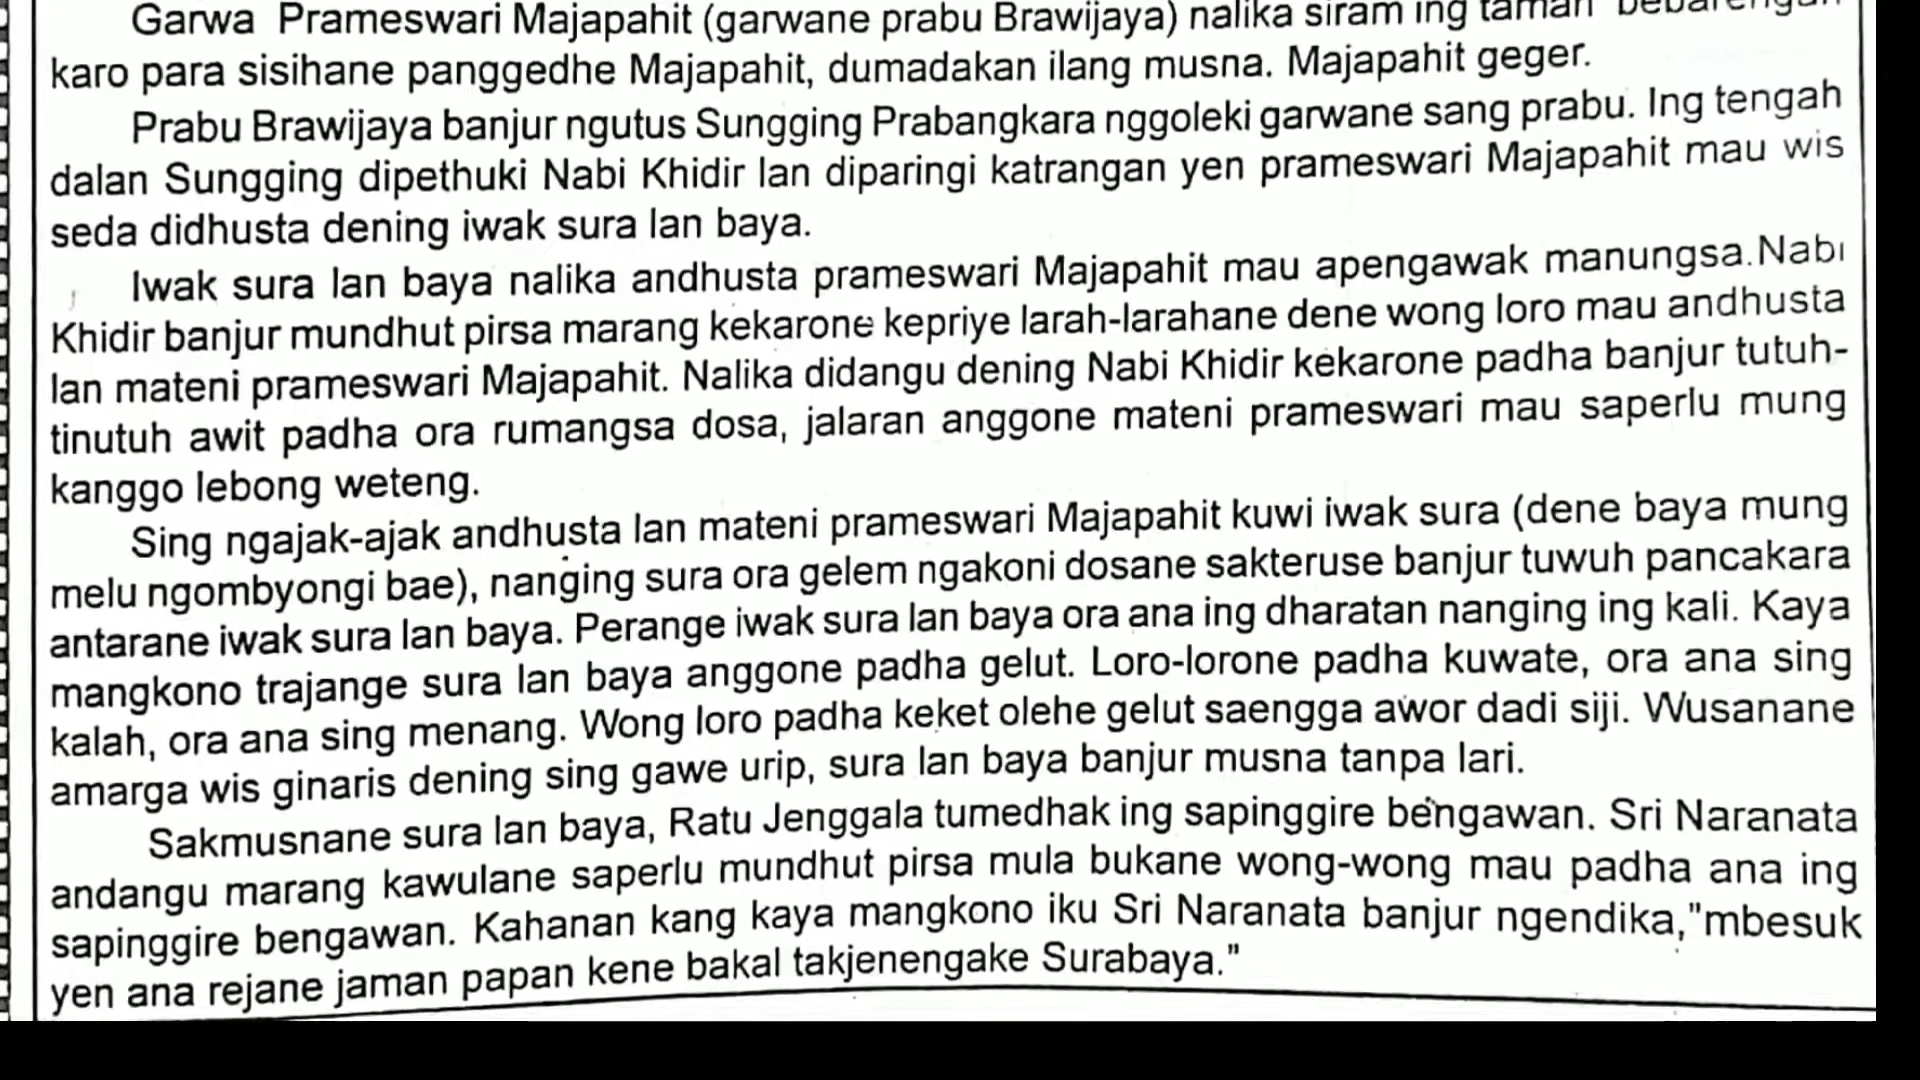 Garwa Prameswari Majapahit (garwane prabu Brawijaya) nalika siram ing taman bebarengan
karo para sisihane panggedhe Majapahit, dumadakan ilang musna. Majapahit geger.
Prabu Brawijaya banjur ngutus Sungging Prabangkara nggoleki garwane sang prabu. Ing tengah
dalan Sungging dipethuki Nabi Khidir lan diparingi katrangan yen prameswari Majapahit mau wis
seda didhusta dening iwak sura lan baya.
Iwak sura lan baya nalika andhusta prameswari Majapahit mau apengawak manungsa.Nabi
Khidir banjur mundhut pirsa marang kekarone kepriye larah-larahane dene wong loro mau andhusta
lan mateni prameswari Majapahit. Nalika didangu dening Nabi Khidir kekarone padha banjur tutuh-
tinutuh awit padha ora rumangsa dosa, jalaran anggone mateni prameswari mau saperlu mung
kanggo lebong weteng.
Sing ngajak-ajak andhusta lan mateni prameswari Majapahit kuwi iwak sura (dene baya mung
melu ngombyongi bae), nanging sura ora gelem ngakoni dosane sakteruse banjur tuwuh pancakara
antarane iwak sura lan baya. Perange iwak sura lan baya ora ana ing dharatan nanging ing kali. Kaya
mangkono trajange sura lan baya anggone padha gelut. Loro-lorone padha kuwate, ora ana sing
kalah, ora ana sing menang. Wong loro padha keket olehe gelut saengga awor dadi siji. Wusanane
amarga wis ginaris dening sing gawe urip, sura lan baya banjur musna tanpa lari.
Sakmusnane sura lan baya, Ratu Jenggala tumedhak ing sapinggire bengawan. Sri Naranata
andangu marang kawulane saperlu mundhut pirsa mula bukane wong-wong mau padha ana ing
sapinggire bengawan. Kahanan kang kaya mangkono iku Sri Naranata banjur ngendika,"mbesuk
yen ana rejane jaman papan kene bakal takjenengake Surabaya."